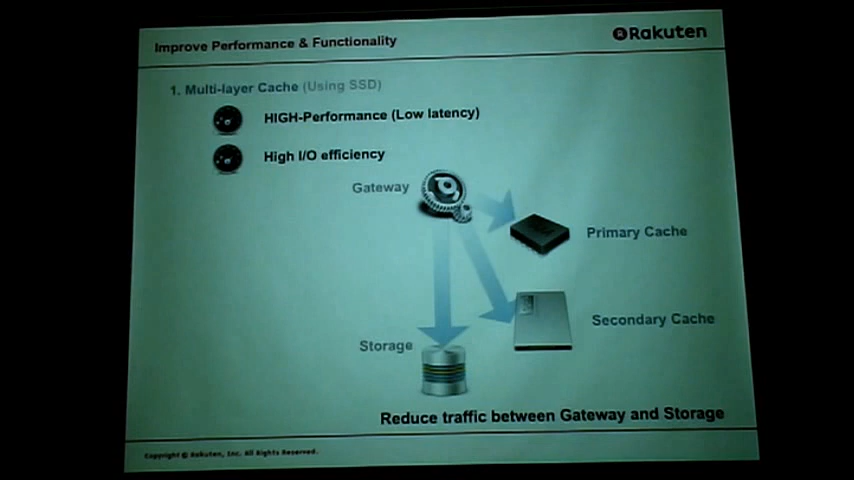 Improve Performance & Functionality
Rakuten
1. Multi-layer Cache (Using SSD)
HIGH-Performance (Low latency)
High I/O efficiency
Gateway
Primary Cache
Secondary Cache
Storage
Reduce traffic between Gateway and Storage
Copyright © Rakuten, Inc. All Rights Reserved.